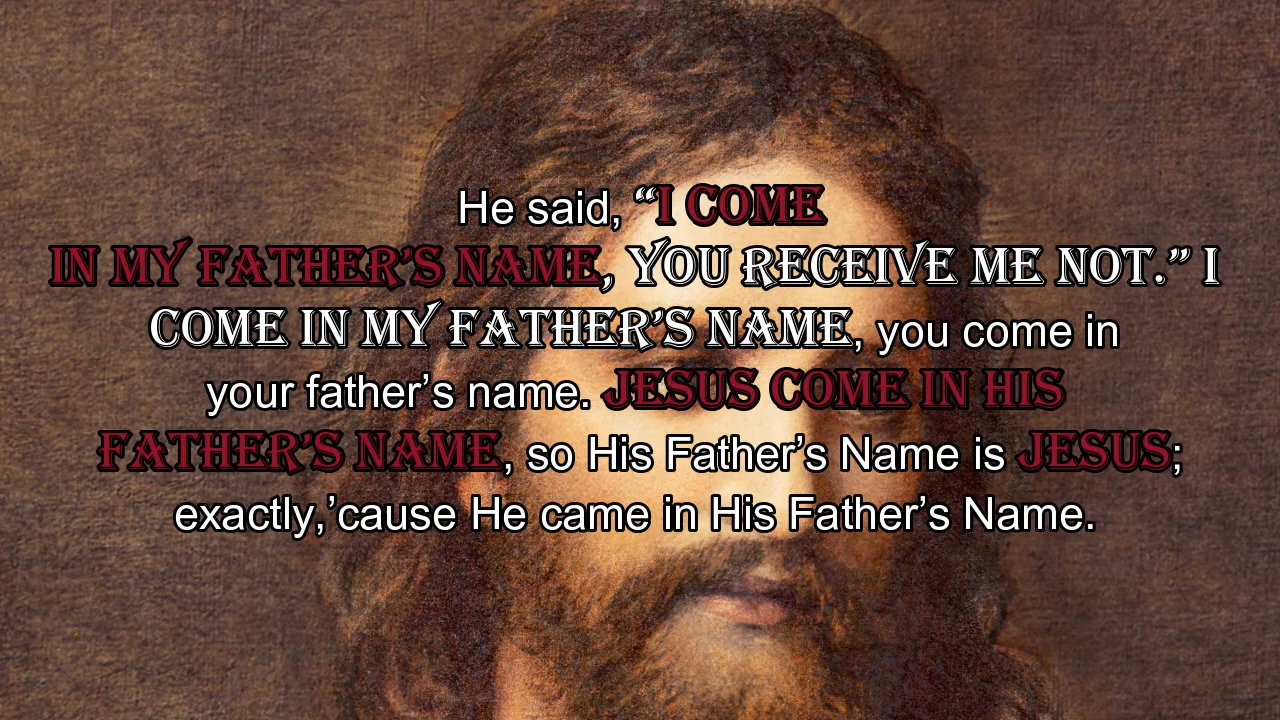 He said, “I COME
IN MY FATHER’S NAME, YOU RECEIVE ME NOT.” I
COME IN MY FATHER’S NAME, you come in
your father’s name. JESUS COME IN HIS
FATHER’S NAME, so His Father’s Name is JESUS;
exactly,’cause He came in His Father’s Name.